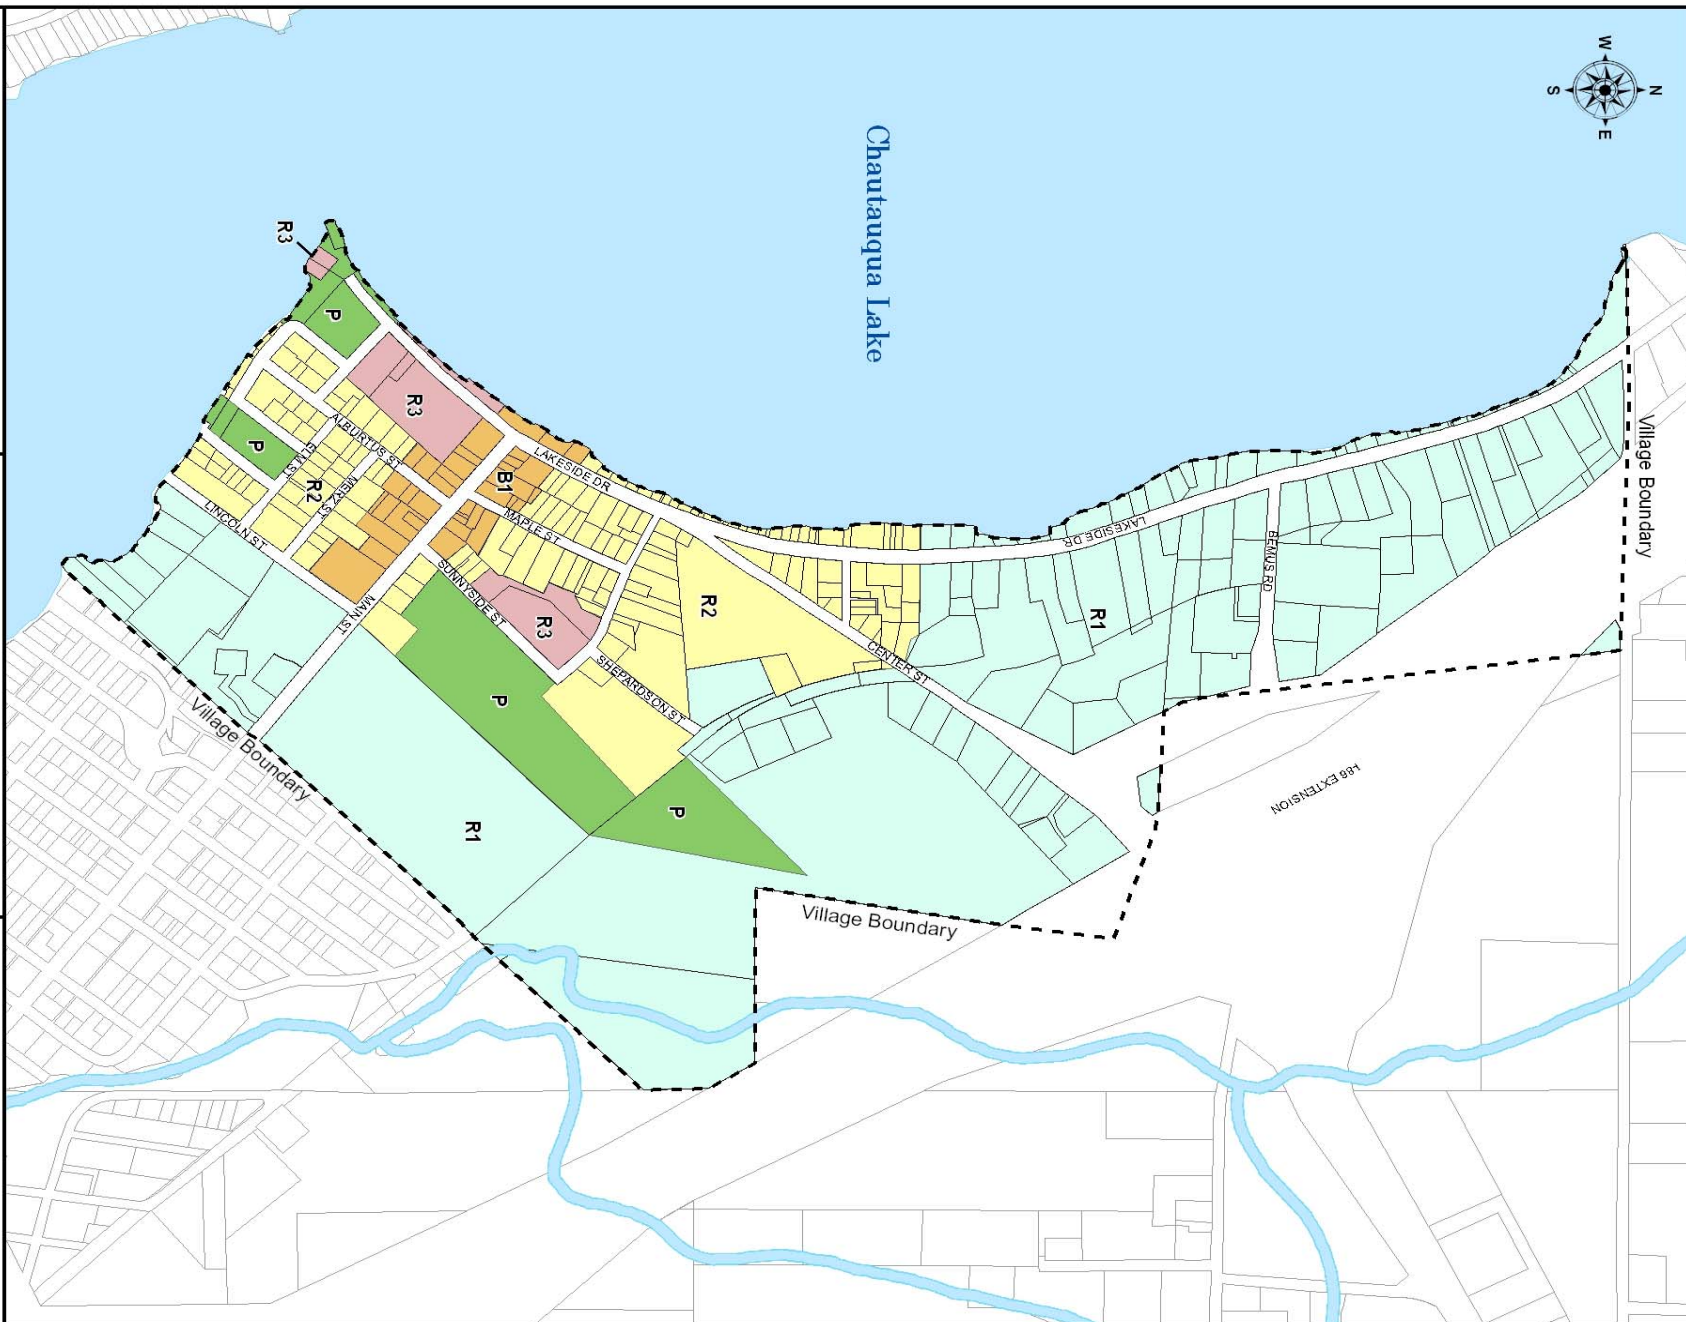 W
N
S
E
Chautauqua Lake
Village Boundary
R3
P
R3
LAKESIDE DR
B1
ALBURTUS ST
P
ELM ST
MERZ ST
R2
MAPLE ST
LINCOLN ST
SUNNYSIDE ST
MAIN ST
R3
R2
LAKESIDE DR
BEMUS RD
R1
CENTER ST
SHEPARDSON ST
P
Village Boundary
R1
P
I-86 EXTENSION
Village Boundary